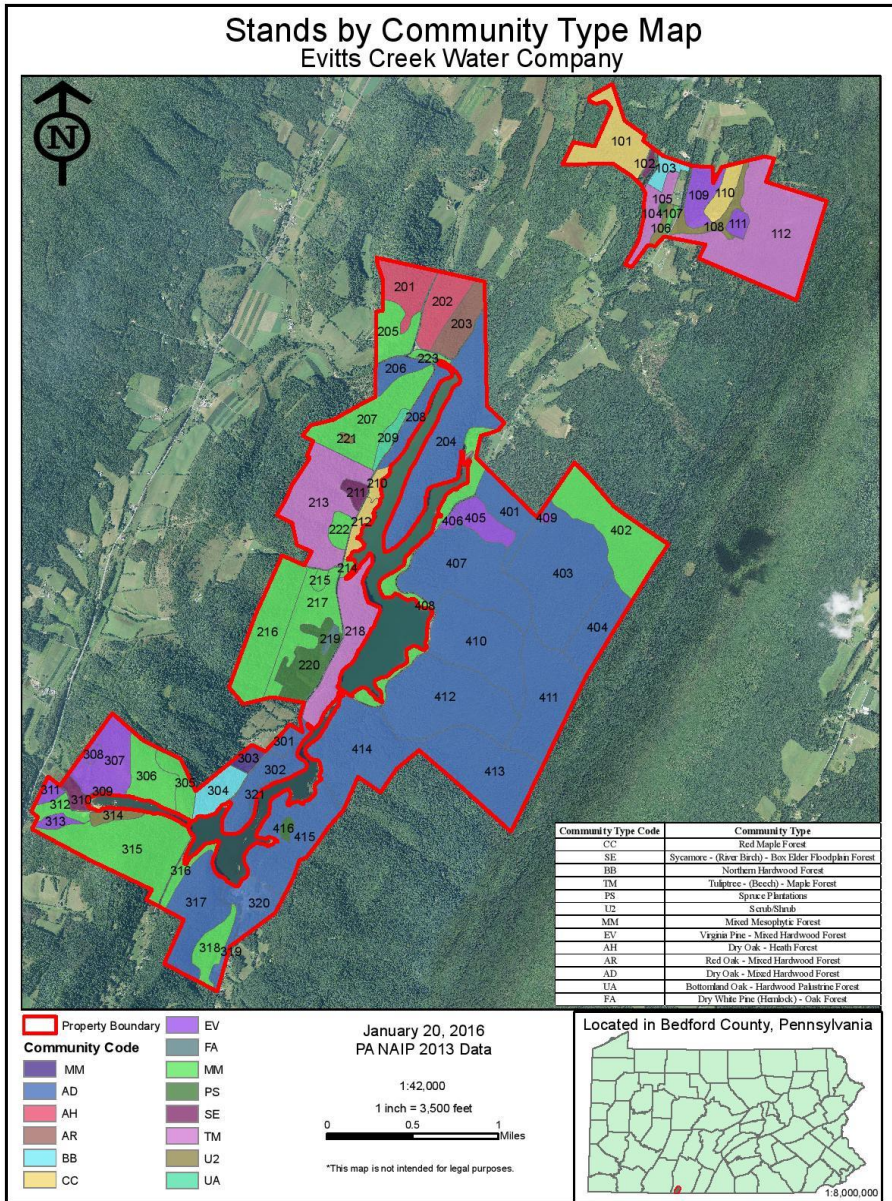 Stands by Community Type Map
Evitts Creek Water Company
N
101
102
103
105
109
110
104
107
106
108
111
112
201
202
203
205
223
206
207
208
204
221
209
210
211
213
212
222
214
215
217
216
218
219
220
401
402
405
406
409
403
407
408
404
410
411
412
413
414
301
303
302
308
307
306
305
304
321
311
310
309
312
313
314
315
316
416
415
317
320
318
319
Community Type Code Community Type
CC Red Maple Forest
SE Sycamore - (River Birch) - Box Elder Floodplain Forest
BB Northern Hardwood Forest
TM Tuliptree - (Beech) - Maple Forest
PS Spruce Plantations
U2 Scrub/Shrub
MM Mixed Mesophytic Forest
EV Virginia Pine - Mixed Hardwood Forest
AH Dry Oak - Heath Forest
AR Red Oak - Mixed Hardwood Forest
AD Dry Oak - Mixed Hardwood Forest
UA Bottomland Oak - Hardwood Palustrine Forest
FA Dry White Pine (Hemlock) - Oak Forest
Property Boundary
Community Code
MM
AD
AH
AR
BB
CC
EV
FA
MM
PS
SE
TM
U2
UA
January 20, 2016
PA NAIP 2013 Data
1:42,000
1 inch = 3,500 feet
0 0.5 1
Miles
*This map is not intended for legal purposes.
Located in Bedford County, Pennsylvania
1:8,000,000